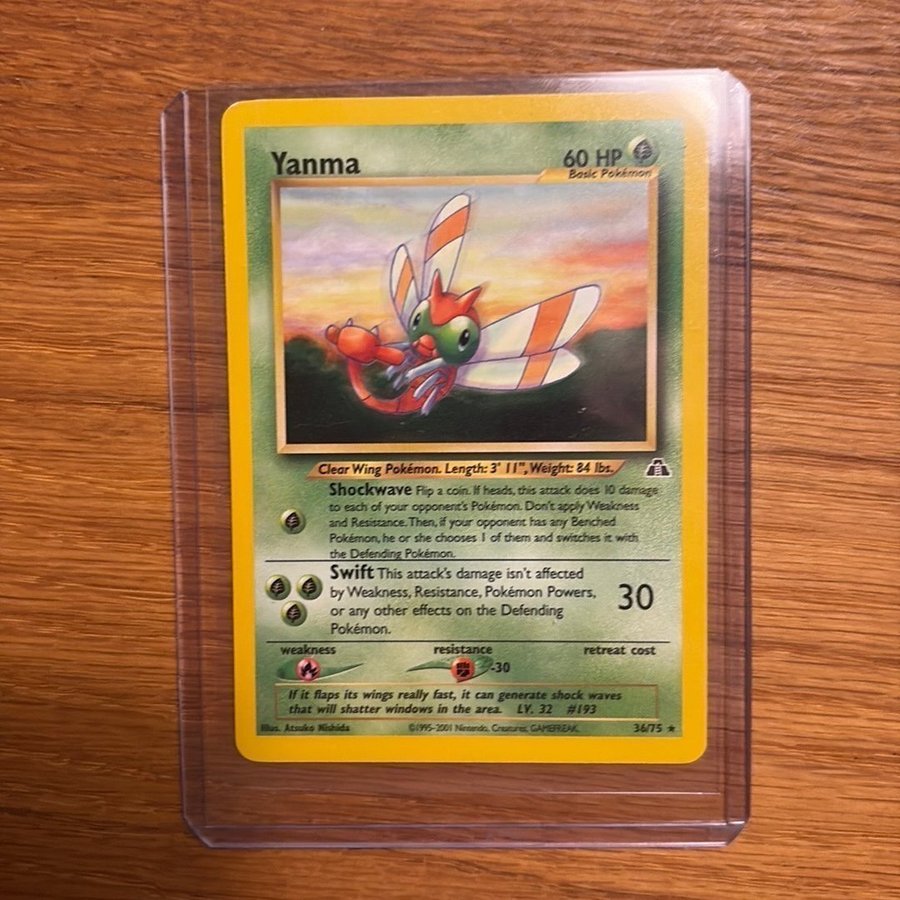 Yanma 60 HP
Basic Pokémon
Clear Wing Pokémon. Length: 3' 11", Weight: 84 lbs.
Shockwave Flip a coin. If heads, this attack does 10 damage
to each of your opponent's Pokémon. Don't apply Weakness
and Resistance. Then, if your opponent has any Benched
Pokémon, he or she chooses 1 of them and switches it with
the Defending Pokémon.
Swift This attack's damage isn't affected
by Weakness, Resistance, Pokémon Powers,
or any other effects on the Defending
Pokémon.
30
weakness resistance retreat cost
-30
If it flaps its wings really fast, it can generate shock waves
that will shatter windows in the area. LV. 32 #193
Illus. Atsuko Nishida ©1995-2001 Nintendo, Creatures, GAMEFREAK. 36/75 ★